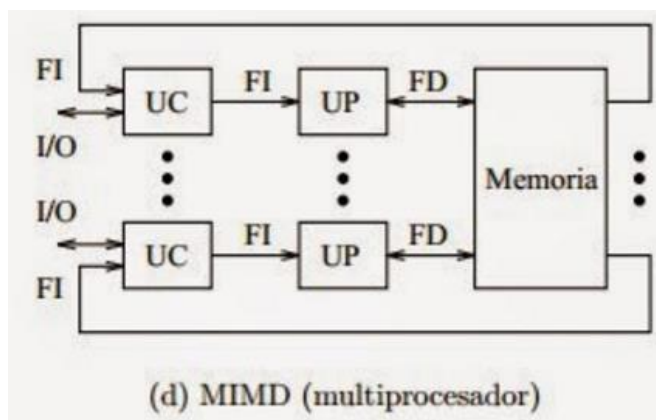 FI
UC
FI
UP
FD
Memoria
I/O
I/O
UC
FI
UP
FD
FI
(d) MIMD (multiprocesador)